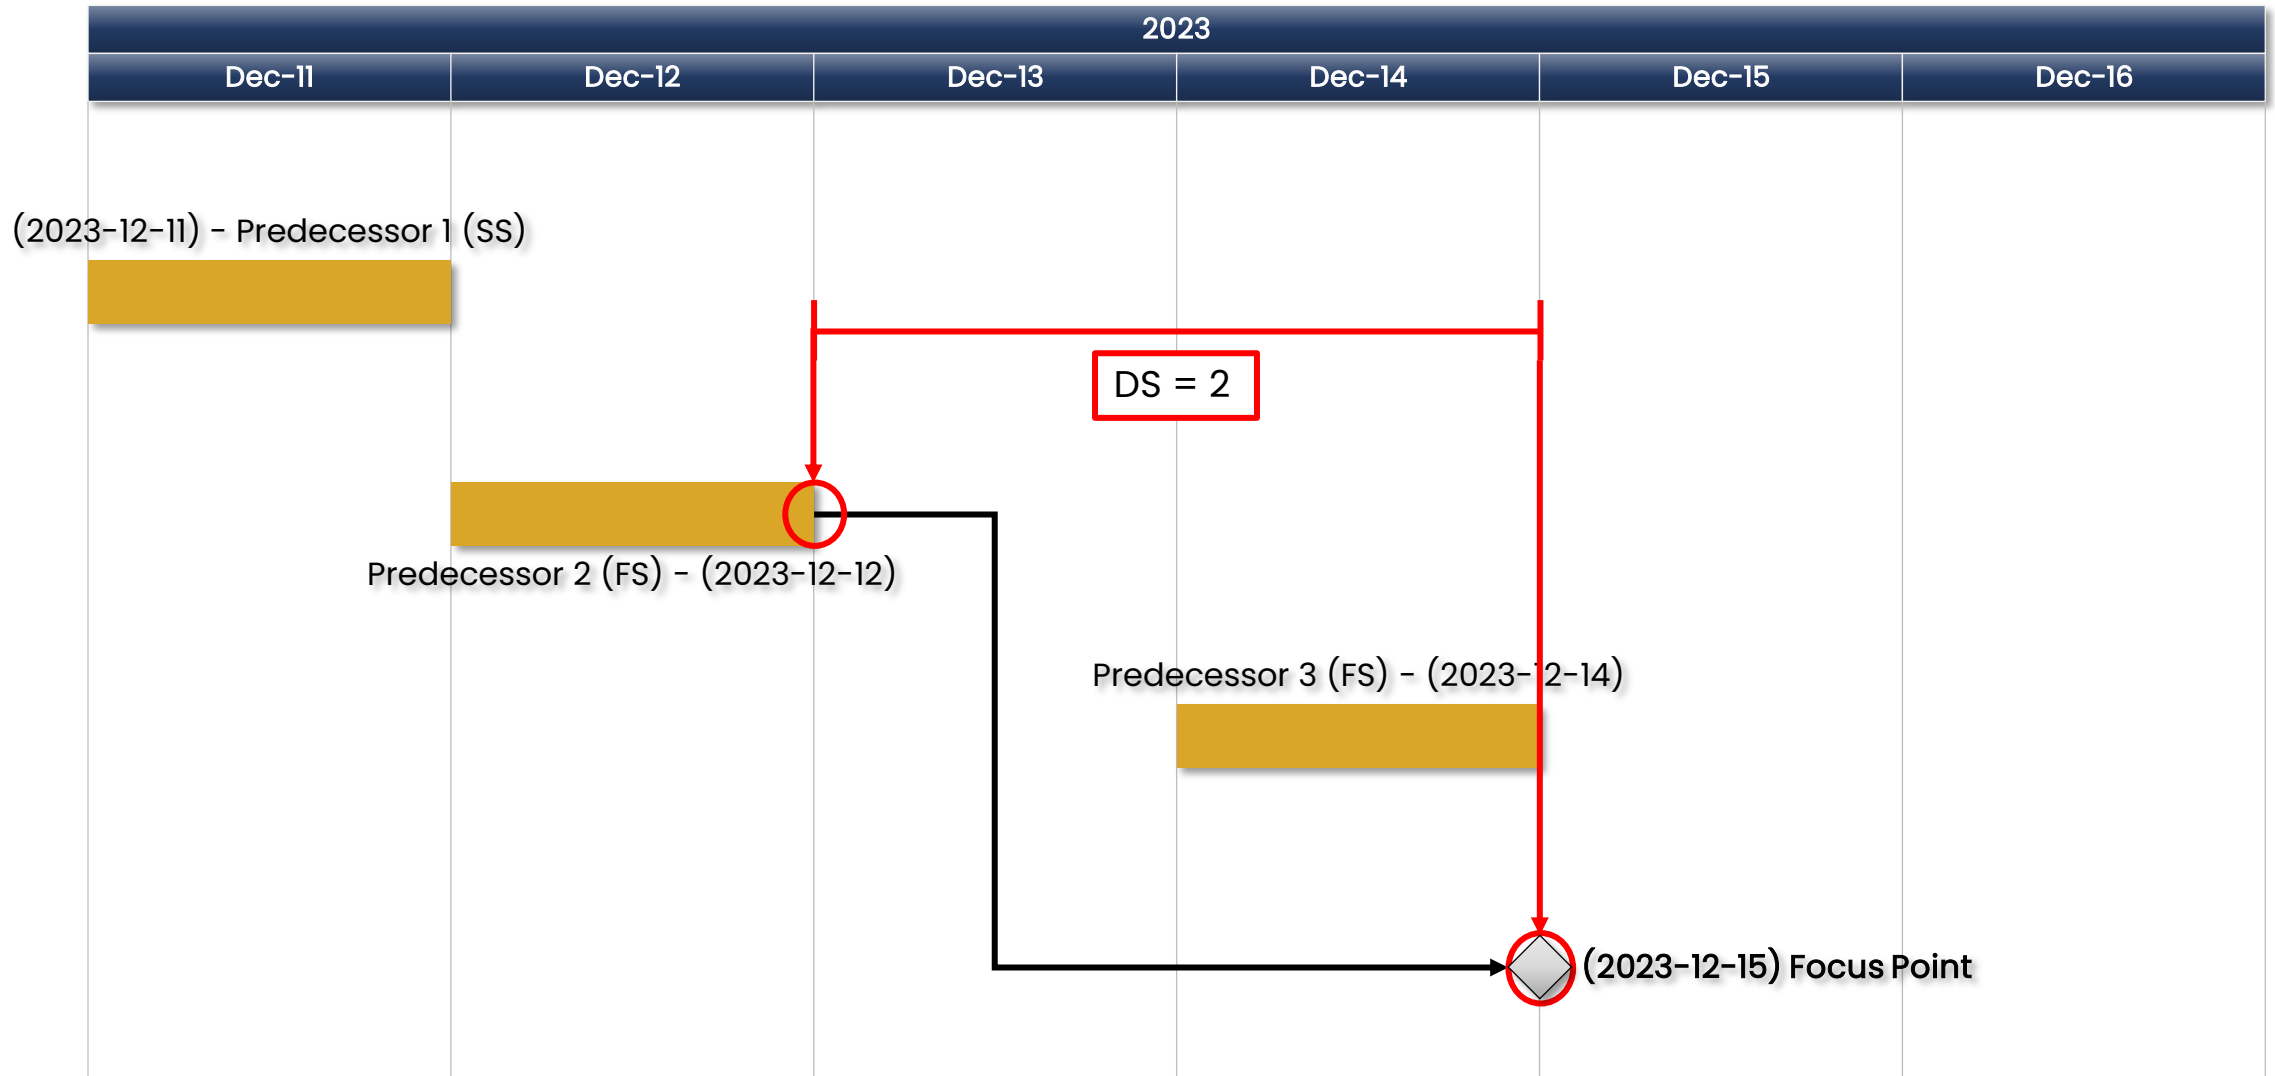 2023
Dec-11 Dec-12 Dec-13 Dec-14 Dec-15 Dec-16
(2023-12-11) - Predecessor 1 (SS)
DS = 2
Predecessor 2 (FS) - (2023-12-12)
Predecessor 3 (FS) - (2023-12-14)
(2023-12-15) Focus Point